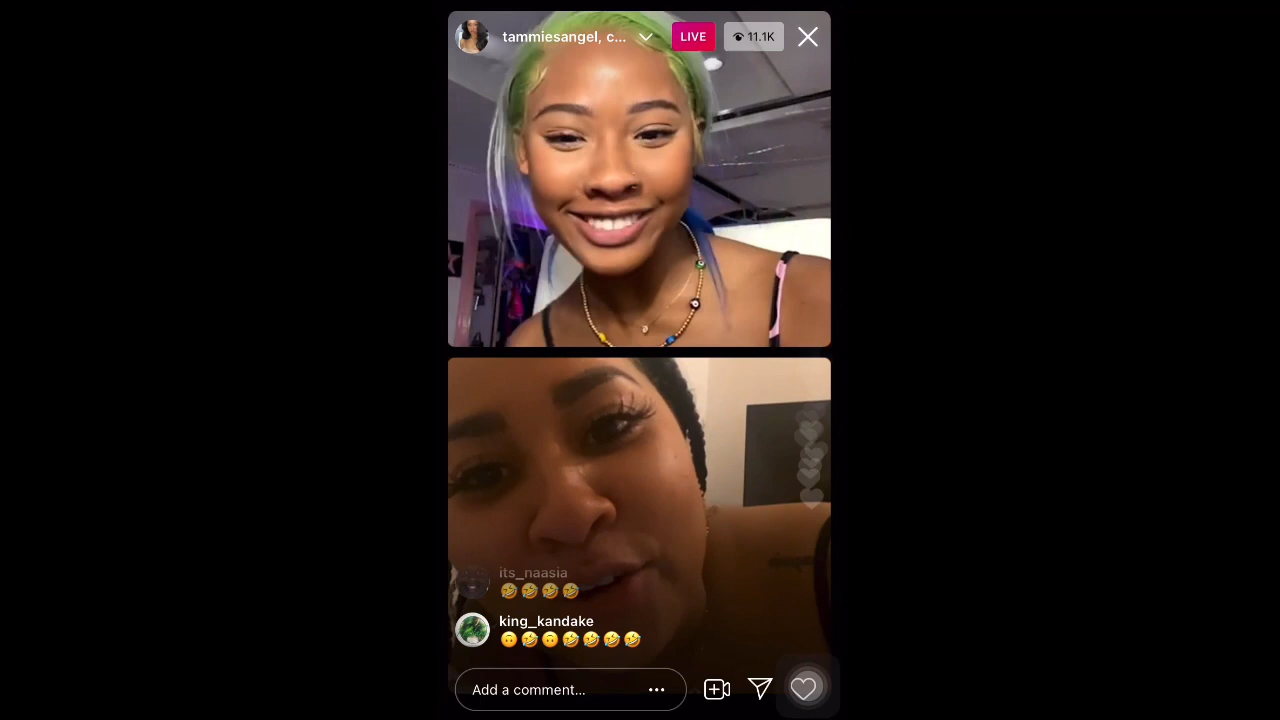 tammiesangel, c...
LIVE
11.1K
its_naasia
🤣🤣🤣🤣
king_kandake
🙃🤣🙃🤣🤣🤣🤣
Add a comment...